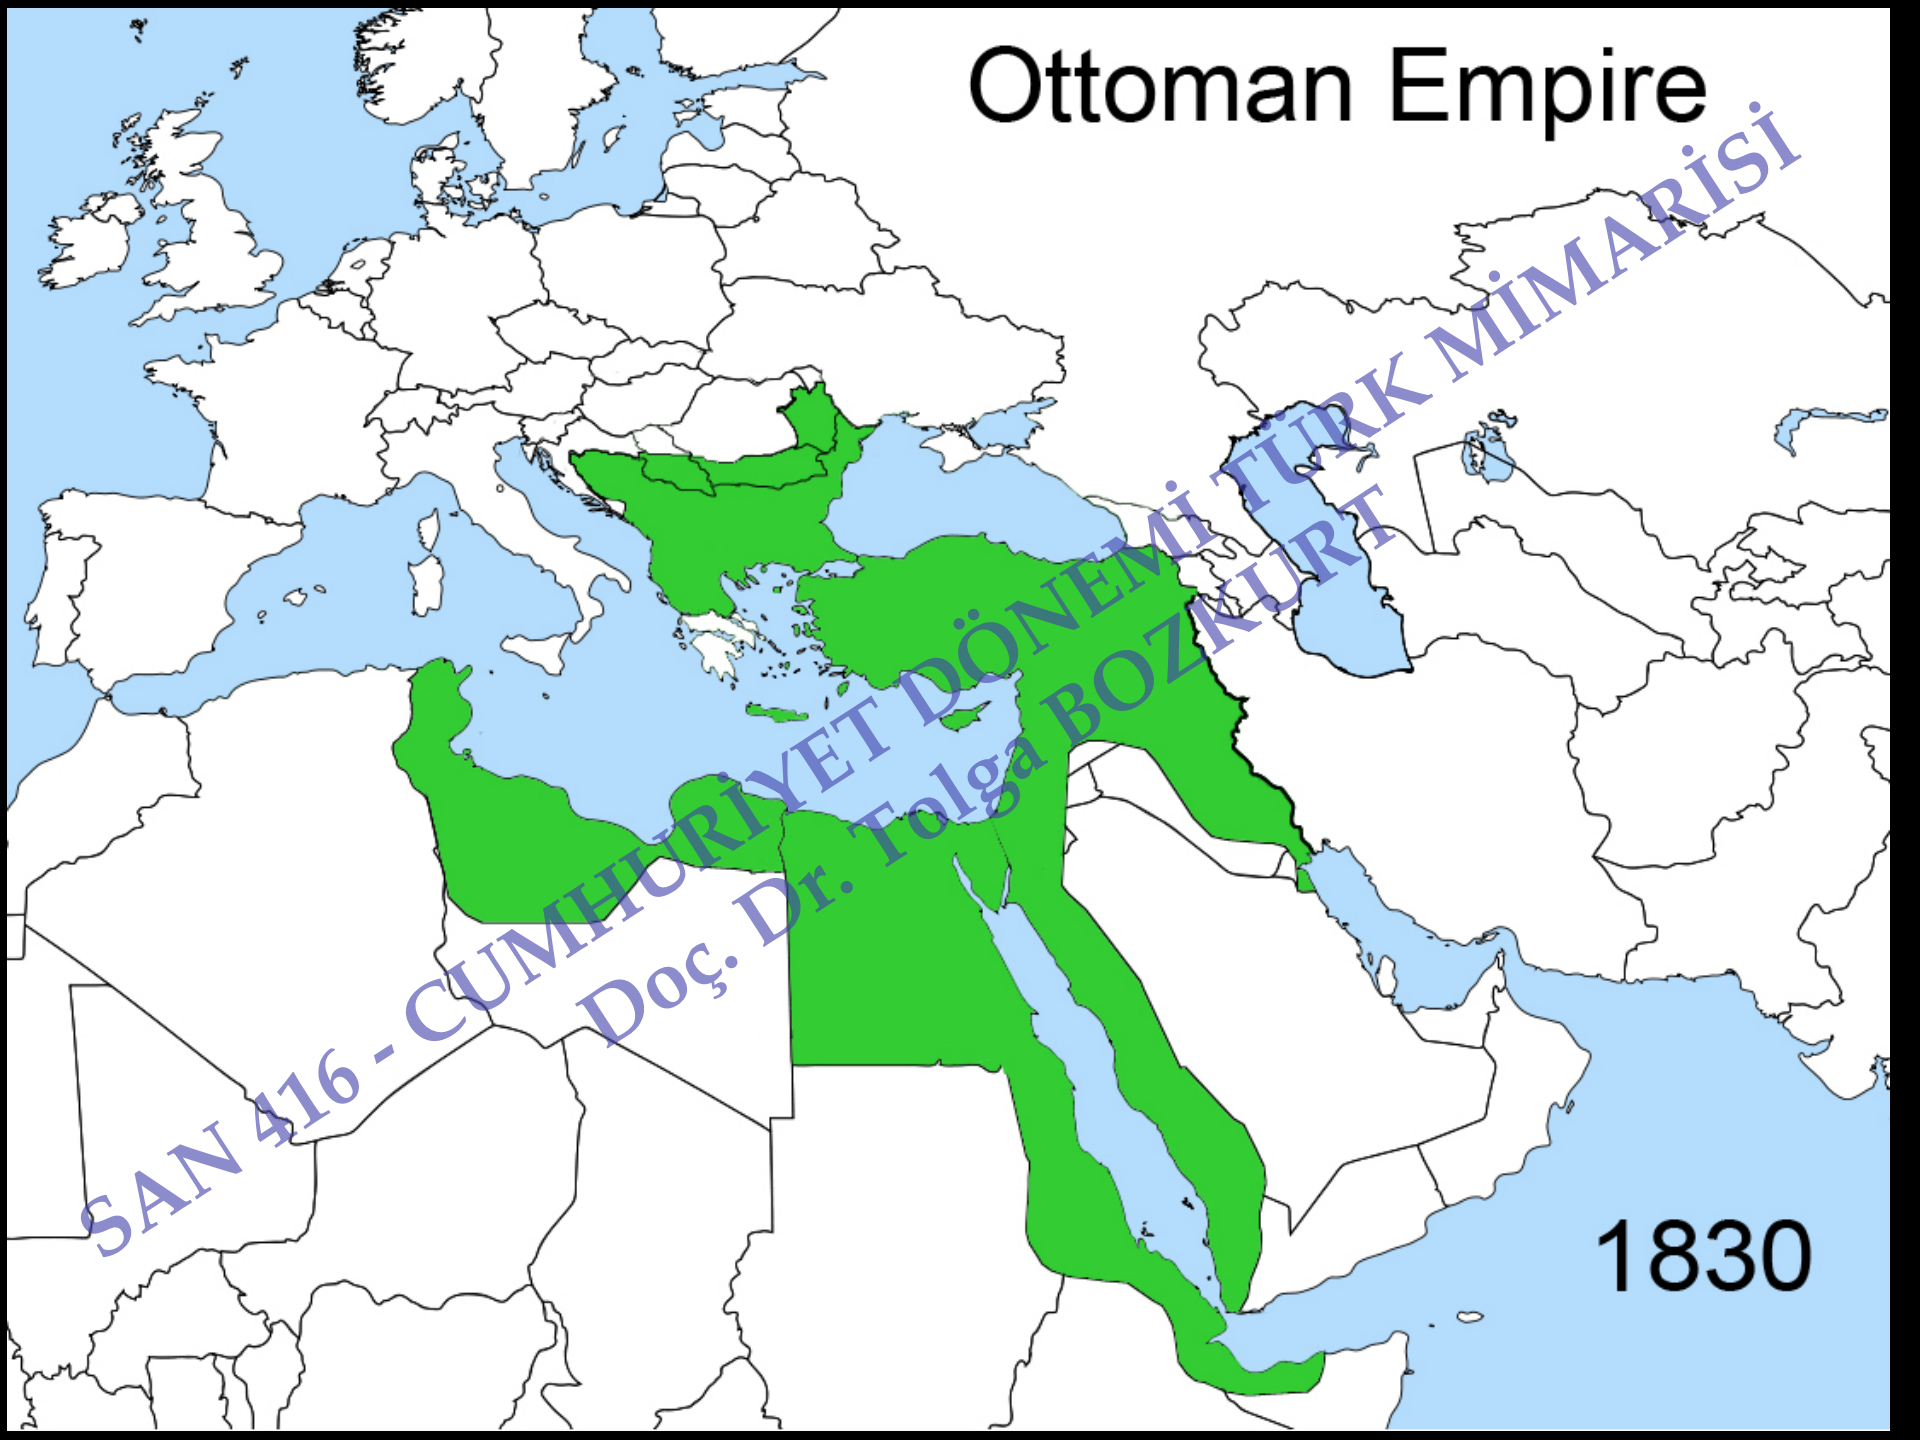 Ottoman Empire
SAN 416 - CUMHURİYET DÖNEMİ TÜRK MİMARİSİ
Doç. Dr. Tolga BOZKURT
1830